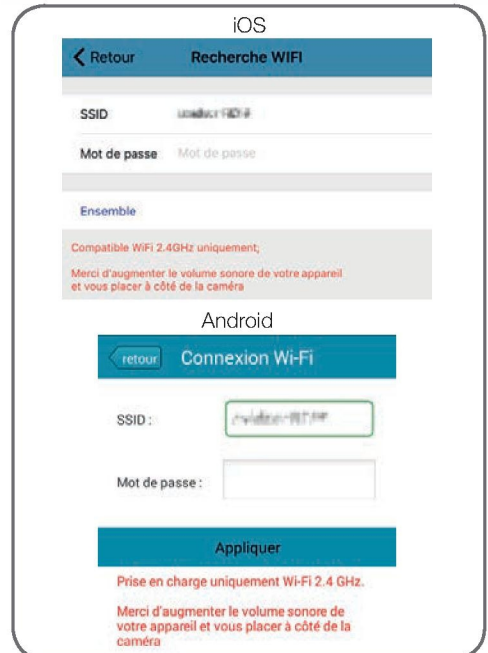 iOS
Retour Recherche WIFI
SSID
Mot de passe Mot de passe
Ensemble
Compatible WiFi 2.4GHz uniquement;
Merci d'augmenter le volume sonore de votre appareil
et vous placer à côté de la caméra
Android
retour Connexion Wi-Fi
SSID :
Mot de passe :
Appliquer
Prise en charge uniquement Wi-Fi 2.4 GHz.
Merci d'augmenter le volume sonore de
votre appareil et vous placer à côté de la
caméra